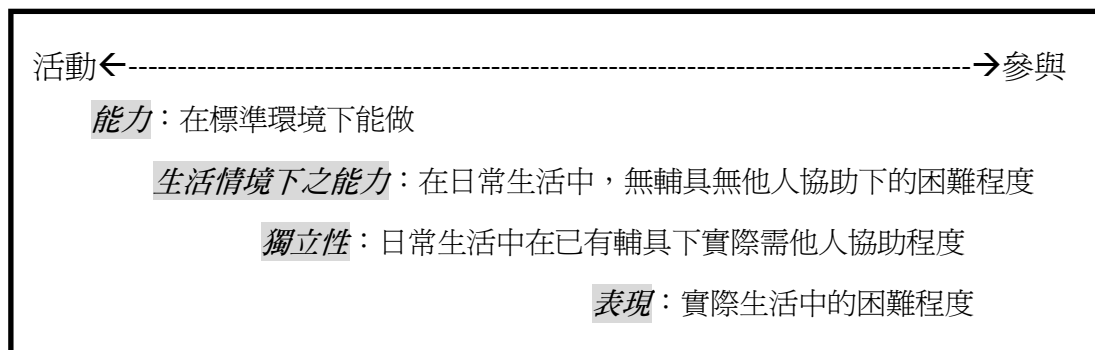 活動←--------------------------------------------------------------------------------------→參與
能力：在標準環境下能做
生活情境下之能力：在日常生活中，無輔具無他人協助下的困難程度
獨立性：日常生活中在已有輔具下實際需他人協助程度
表現：實際生活中的困難程度